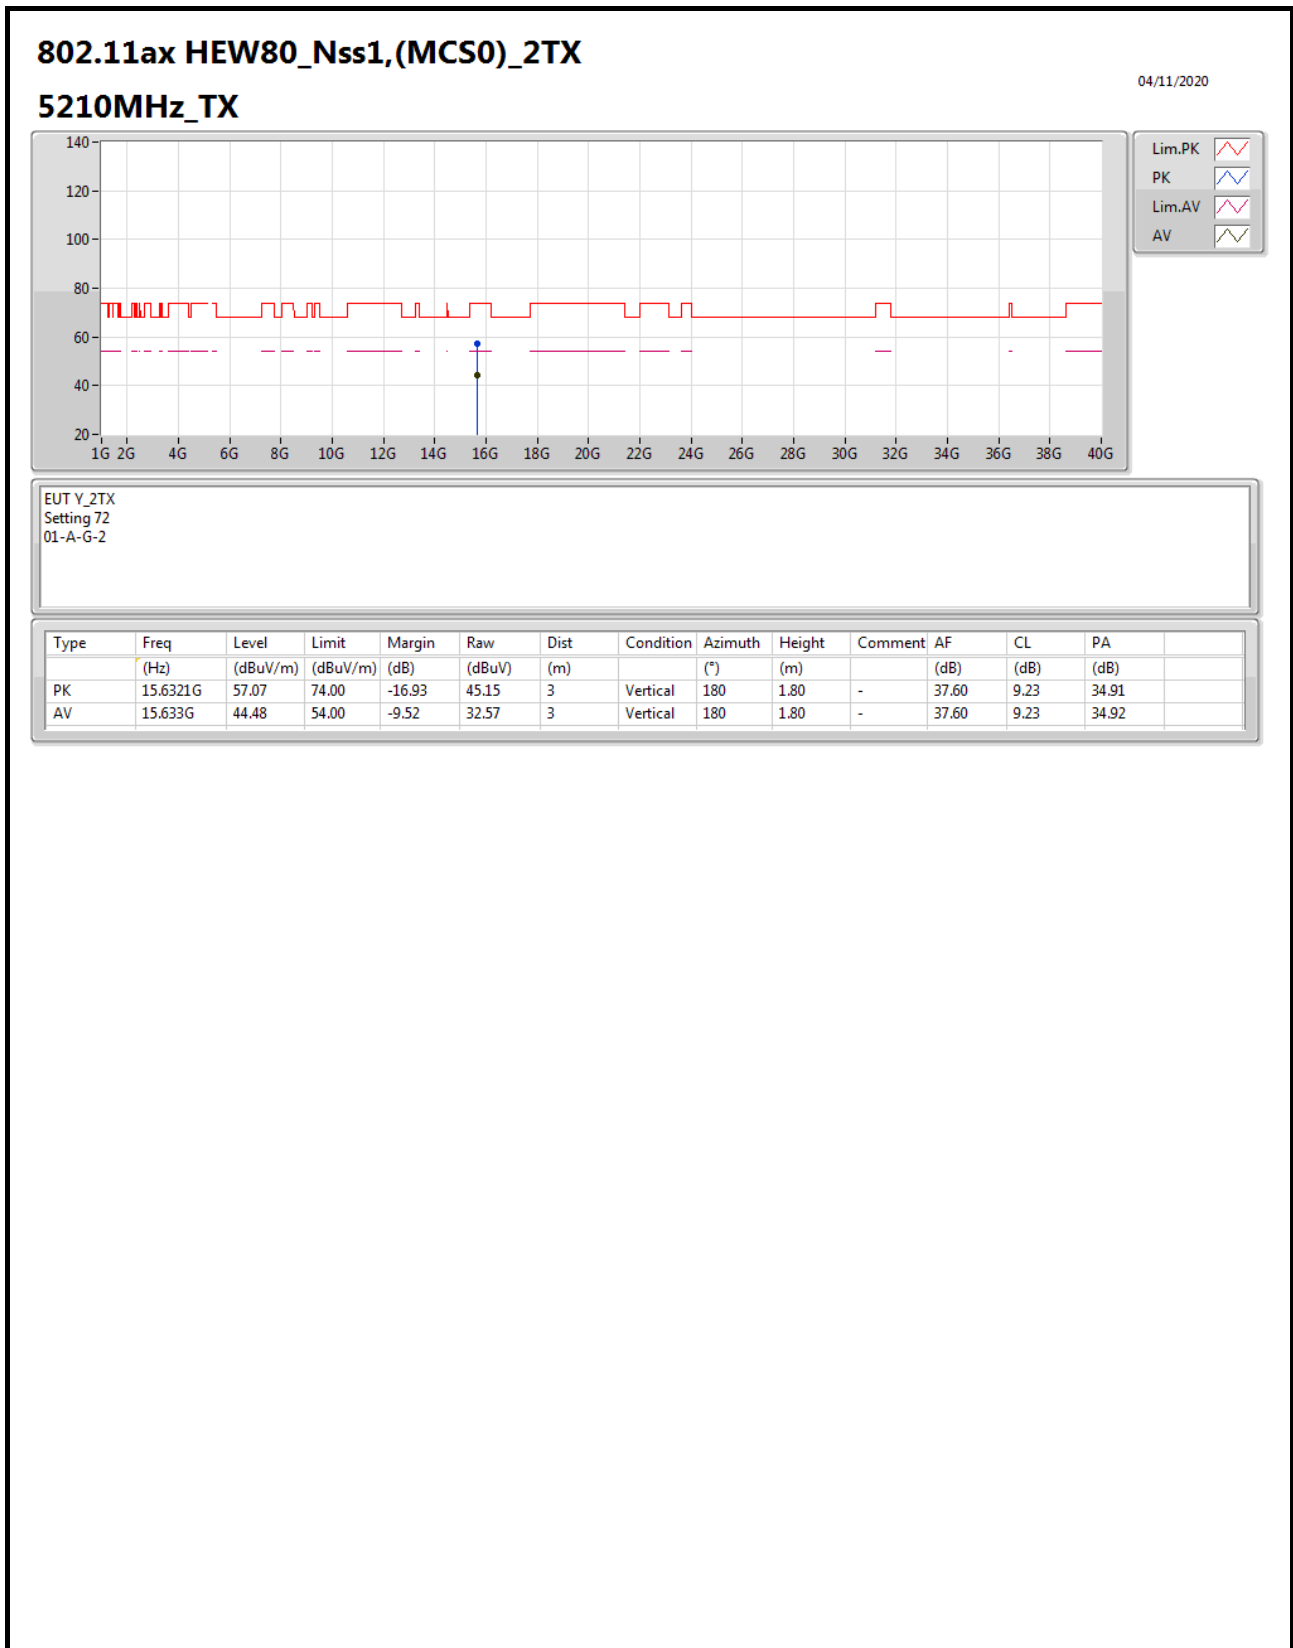 802.11ax HEW80_Nss1,(MCS0)_2TX
04/11/2020
5210MHz_TX
140
120
100
80
60
40
20
1G 2G 4G 6G 8G 10G 12G 14G 16G 18G 20G 22G 24G 26G 28G 30G 32G 34G 36G 38G 40G
Lim.PK
PK
Lim.AV
AV
EUT Y_2TX
Setting 72
01-A-G-2
Type Freq Level Limit Margin Raw Dist Condition Azimuth Height Comment AF CL PA
(Hz) (dBuV/m) (dBuV/m) (dB) (dBuV) (m) (°) (m) (dB) (dB) (dB)
PK 15.6321G 57.07 74.00 -16.93 45.15 3 Vertical 180 1.80 - 37.60 9.23 34.91
AV 15.633G 44.48 54.00 -9.52 32.57 3 Vertical 180 1.80 - 37.60 9.23 34.92